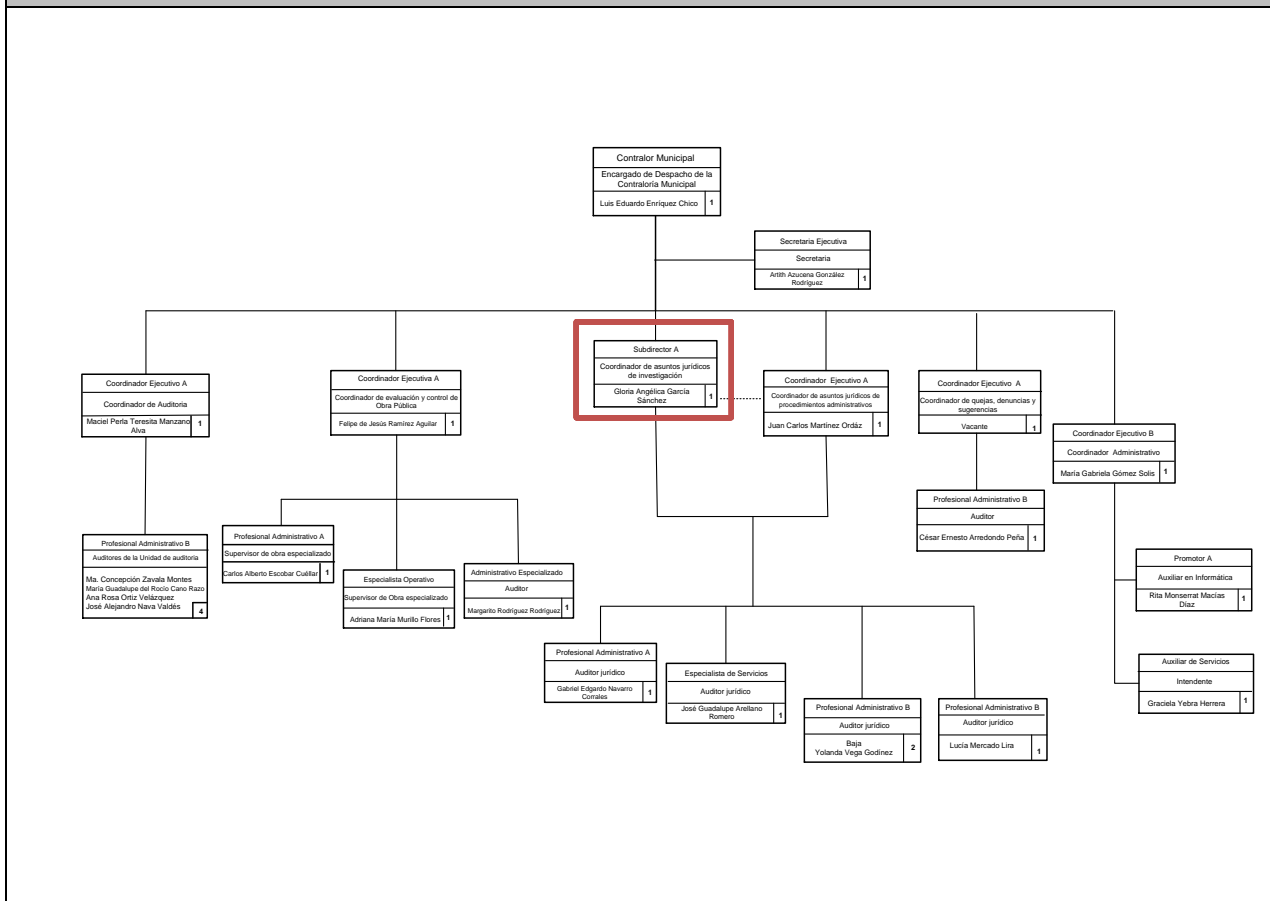 Contralor Municipal
Encargado de Despacho de la
Contraloría Municipal
Luis Eduardo Enríquez Chico 1
Secretaria Ejecutiva
Secretaria
Artith Azucena González
Rodríguez
1
Subdirector A
Coordinador de asuntos jurídicos
de investigación
Gloria Angélica García
Sánchez
1
Coordinador Ejecutivo A
Coordinador de Auditoria
Maciel Perla Teresita Manzano
Alva
1
Coordinador Ejecutiva A
Coordinador de evaluación y control de
Obra Pública
Felipe de Jesús Ramírez Aguilar 1
Coordinador Ejecutivo A
Coordinador de asuntos jurídicos de
procedimientos administrativos
Juan Carlos Martínez Ordáz 1
Coordinador Ejecutivo A
Coordinador de quejas, denuncias y
sugerencias
Vacante 1
Coordinador Ejecutivo B
Coordinador Administrativo
María Gabriela Gómez Solis 1
Profesional Administrativo B
Auditores de la Unidad de auditoria
Ma. Concepción Zavala Montes
María Guadalupe del Rocío Cano Razo
Ana Rosa Ortiz Velázquez
José Alejandro Nava Valdés 4
Profesional Administrativo A
Supervisor de obra especializado
Carlos Alberto Escobar Cuéllar 1
Especialista Operativo
Supervisor de Obra especializado
Adriana María Murillo Flores 1
Administrativo Especializado
Auditor
Margarito Rodríguez Rodríguez 1
Profesional Administrativo B
Auditor
César Ernesto Arredondo Peña 1
Promotor A
Auxiliar en Informática
Rita Monserrat Macías
Díaz
1
Profesional Administrativo A
Auditor jurídico
Gabriel Edgardo Navarro
Corrales
1
Especialista de Servicios
Auditor jurídico
José Guadalupe Arellano
Romero
1
Profesional Administrativo B
Auditor jurídico
Baja
Yolanda Vega Godínez
2
Profesional Administrativo B
Auditor jurídico
Lucía Mercado Lira 1
Auxiliar de Servicios
Intendente
Graciela Yebra Herrera 1